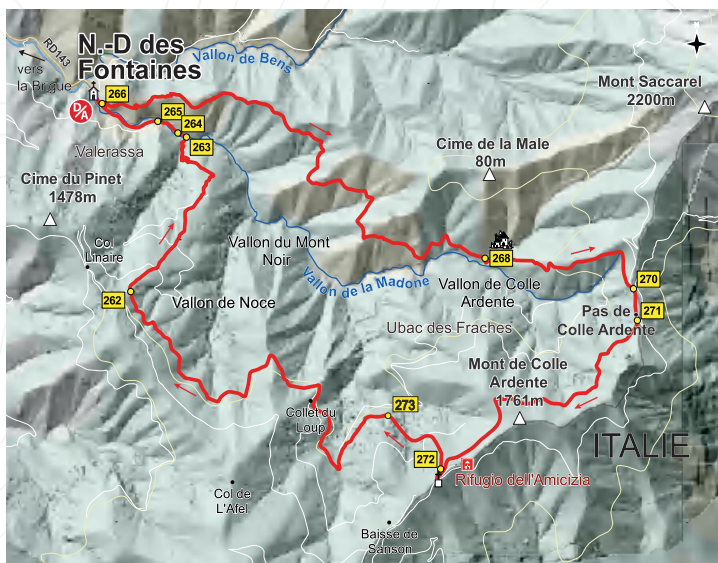 RD143
N.-D des
Fontaines
vers
la Brigue
Vallon de Bens
Mont Saccarel
2200m
266
D/A
265
264
263
Valerassa
Cime de la Male
80m
Cime du Pinet
1478m
Col
Linaire
Vallon du Mont
Noir
268
270
262
Vallon de Noce
Vallon de la Madone
Vallon de Colle
Ardente
271
Pas de
Colle Ardente
Ubac des Fraches
Mont de Colle
Ardente
1761m
273
Collet du
Loup
ITALIE
272
Rifugio dell'Amicizia
Col de
L'Afel
Baisse de
Sanson